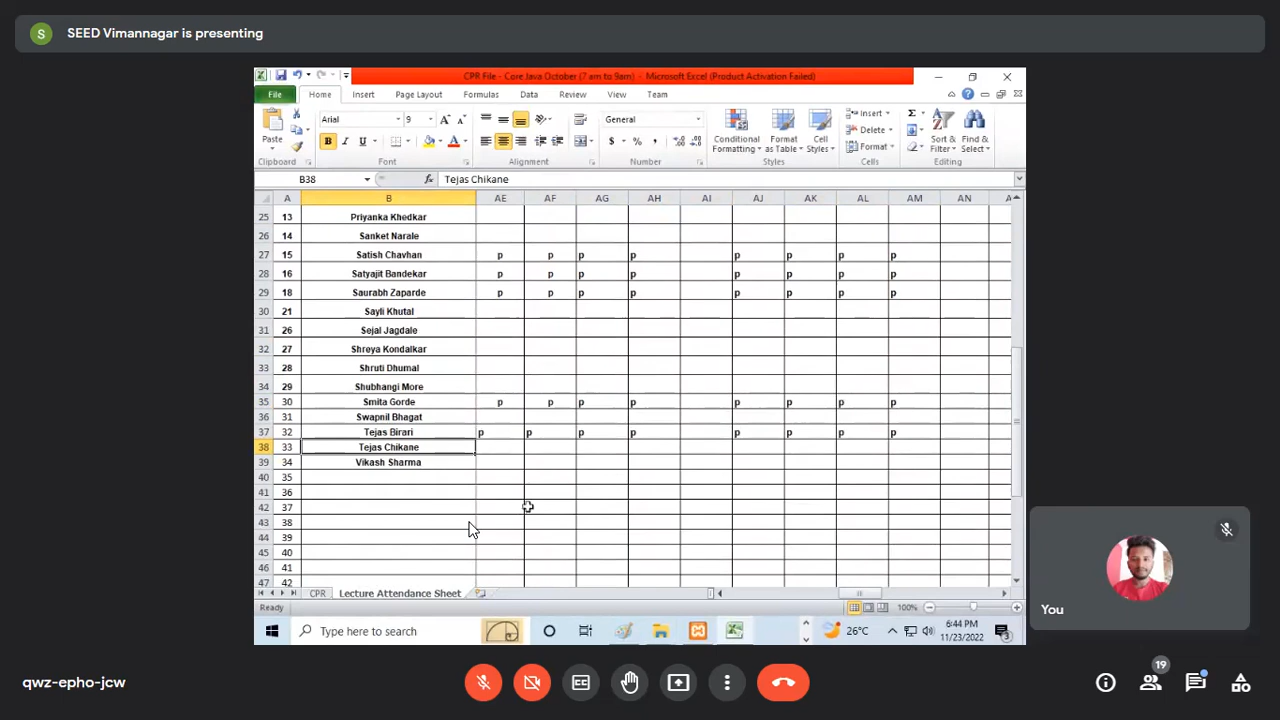 S SEED Vimannagar is presenting
CPR File - Core Java October (7 am to 9am) - Microsoft Excel (Product Activation Failed)
File Home Insert Page Layout Formulas Data Review View Team
Paste Arial 9 A A General Conditional Formatting Format as Table Cell Styles Insert Delete Format Σ Sort & Filter Find & Select
B I U A $ % ,
Clipboard Font Alignment Number Styles Cells Editing
B38 fx Tejas Chikane
A B AE AF AG AH AI AJ AK AL AM AN A
25 13 Priyanka Khedkar
26 14 Sanket Narale
27 15 Satish Chavhan p p p p p p p p
28 16 Satyajit Bandekar p p p p p p p p
29 18 Saurabh Zaparde p p p p p p p p
30 21 Sayli Khutal
31 26 Sejal Jagdale
32 27 Shreya Kondalkar
33 28 Shruti Dhumal
34 29 Shubhangi More
35 30 Smita Gorde p p p p p p p p
36 31 Swapnil Bhagat
37 32 Tejas Birari p p p p p p p p
38 33 Tejas Chikane
39 34 Vikash Sharma
40 35
41 36
42 37
43 38
44 39
45 40
46 41
47 42
CPR Lecture Attendance Sheet
Ready 100%
Type here to search 26°C 6:44 PM
11/23/2022 3
You
qwz-epho-jcw 19